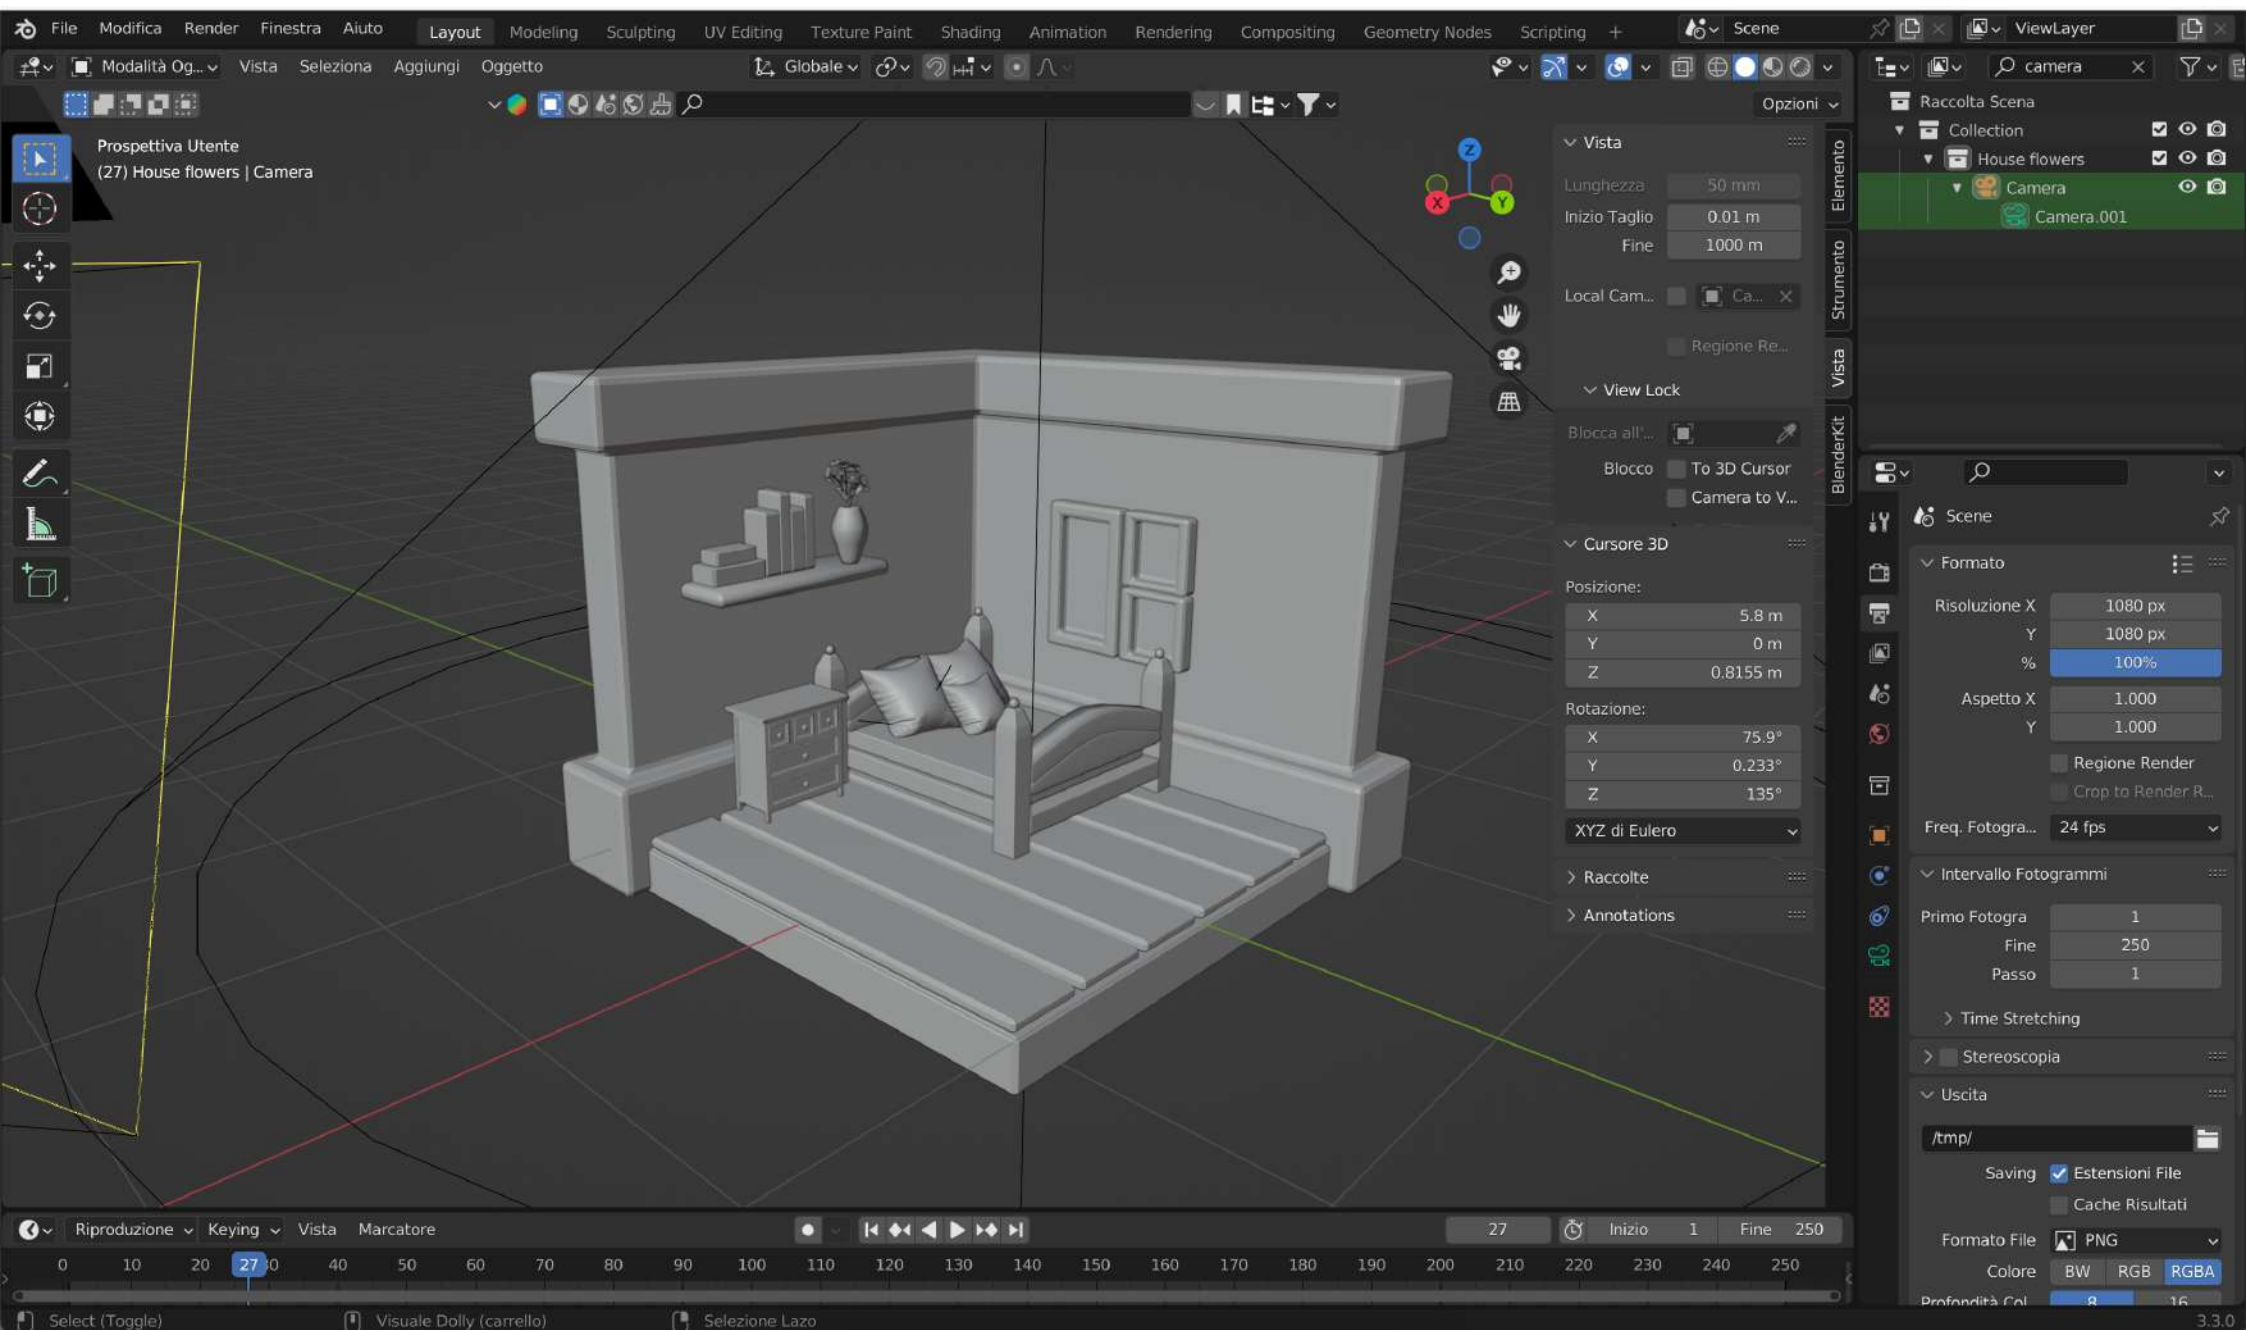 File Modifica Render Finestra Aiuto Layout Modeling Sculpting UV Editing Texture Paint Shading Animation Rendering Compositing Geometry Nodes Scripting + Scene ViewLayer
Modalità Og... Vista Seleziona Aggiungi Oggetto Globale camera
Opzioni
Prospettiva Utente
(27) House flowers | Camera
Z
X
Y
Vista
Lunghezza 50 mm
Inizio Taglio 0.01 m
Fine 1000 m
Local Cam... Ca...
Regione Re...
View Lock
Blocca all'...
Blocco To 3D Cursor
Camera to V...
Cursore 3D
Posizione:
X 5.8 m
Y 0 m
Z 0.8155 m
Rotazione:
X 75.9°
Y 0.233°
Z 135°
XYZ di Eulero
Raccolte
Annotations
Elemento
Strumento
Vista
BlenderKit
Raccolta Scena
Collection
House flowers
Camera
Camera.001
Scene
Formato
Risoluzione X 1080 px
Y 1080 px
% 100%
Aspetto X 1.000
Y 1.000
Regione Render
Crop to Render R...
Freq. Fotogra... 24 fps
Intervallo Fotogrammi
Primo Fotogra 1
Fine 250
Passo 1
Time Stretching
Stereoscopia
Uscita
/tmp/
Saving Estensioni File
Cache Risultati
Formato File PNG
Colore BW RGB RGBA
Profondità Col 8 16
Riproduzione Keying Vista Marcatore 27 Inizio 1 Fine 250
0 10 20 27 40 50 60 70 80 90 100 110 120 130 140 150 160 170 180 190 200 210 220 230 240 250
Select (Toggle) Visuale Dolly (carrello) Selezione Lazo 3.3.0